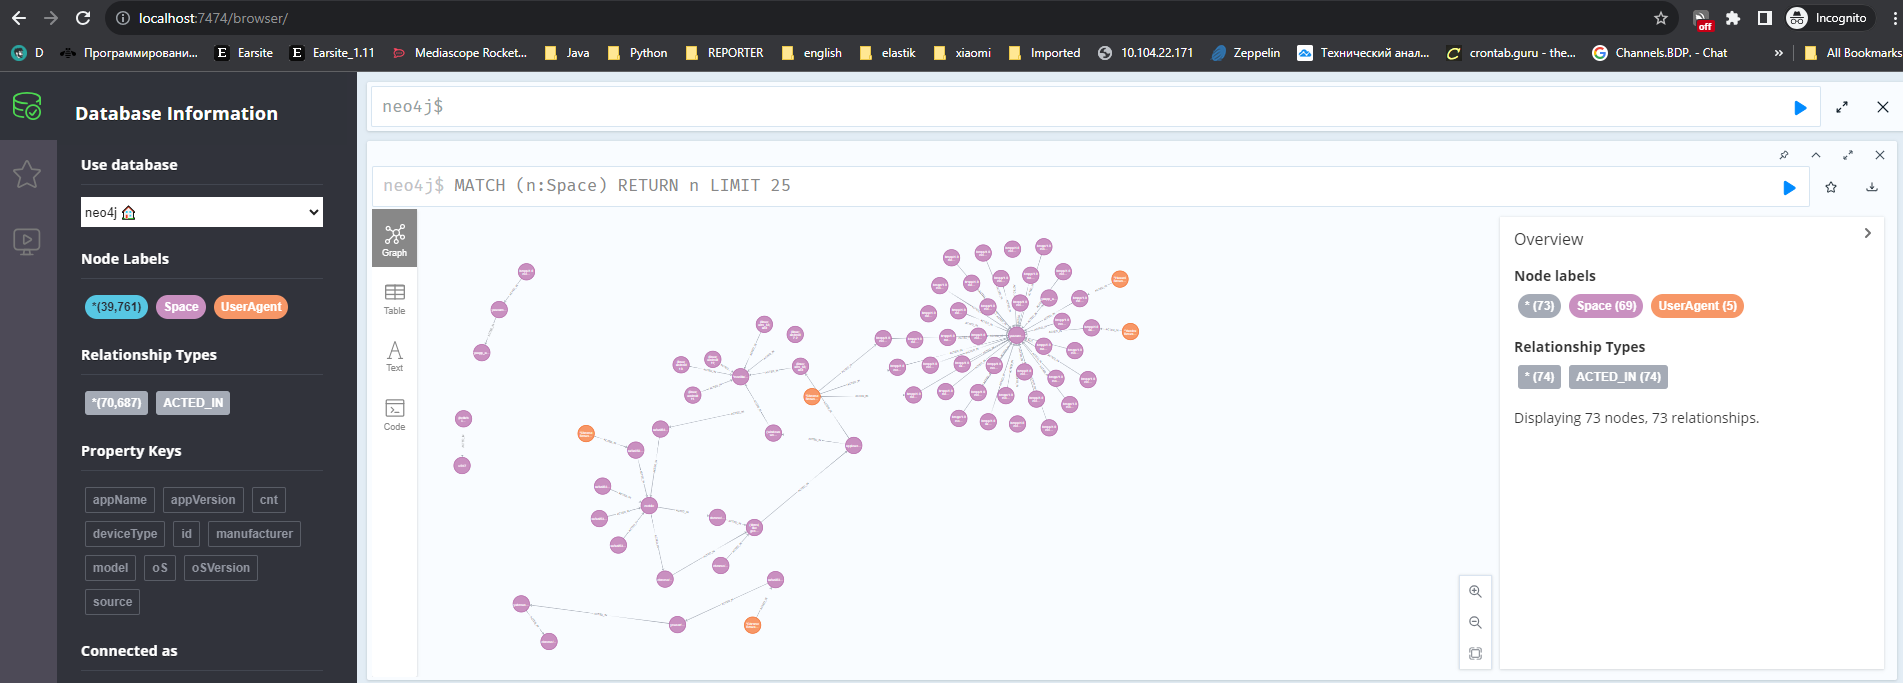 localhost:7474/browser/
off
Incognito
D
Программировани...
Earsite
Earsite_1.11
Mediascope Rocket...
Java
Python
REPORTER
english
elastik
xiaomi
Imported
10.104.22.171
Zeppelin
Технический анал...
crontab.guru - the...
Channels.BDP. - Chat
»
All Bookmarks
Database Information
Use database
neo4j
Node Labels
*(39,761) Space UserAgent
Relationship Types
*(70,687) ACTED_IN
Property Keys
appName appVersion cnt
deviceType id manufacturer
model oS oSVersion
source
Connected as
neo4j$
neo4j$ MATCH (n:Space) RETURN n LIMIT 25
Graph
Table
Text
Code
Overview
Node labels
* (73) Space (69) UserAgent (5)
Relationship Types
* (74) ACTED_IN (74)
Displaying 73 nodes, 73 relationships.